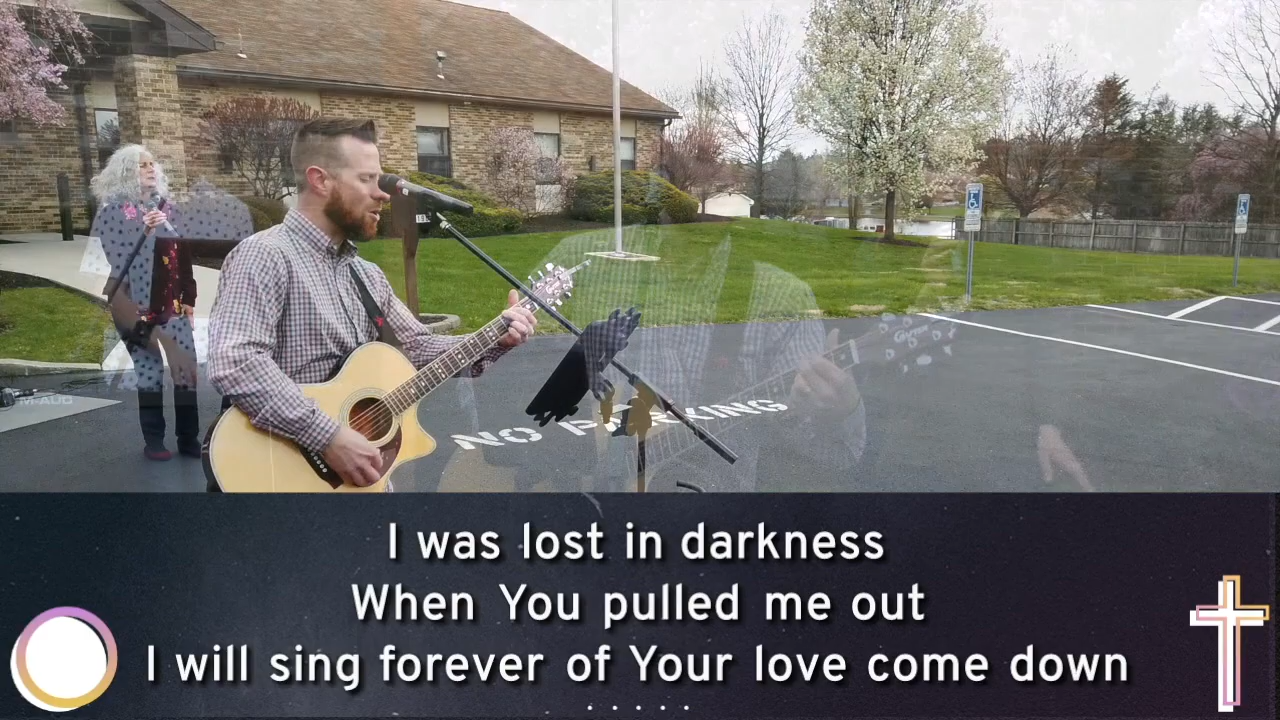 NO PARKING
I was lost in darkness
When You pulled me out
I will sing forever of Your love come down